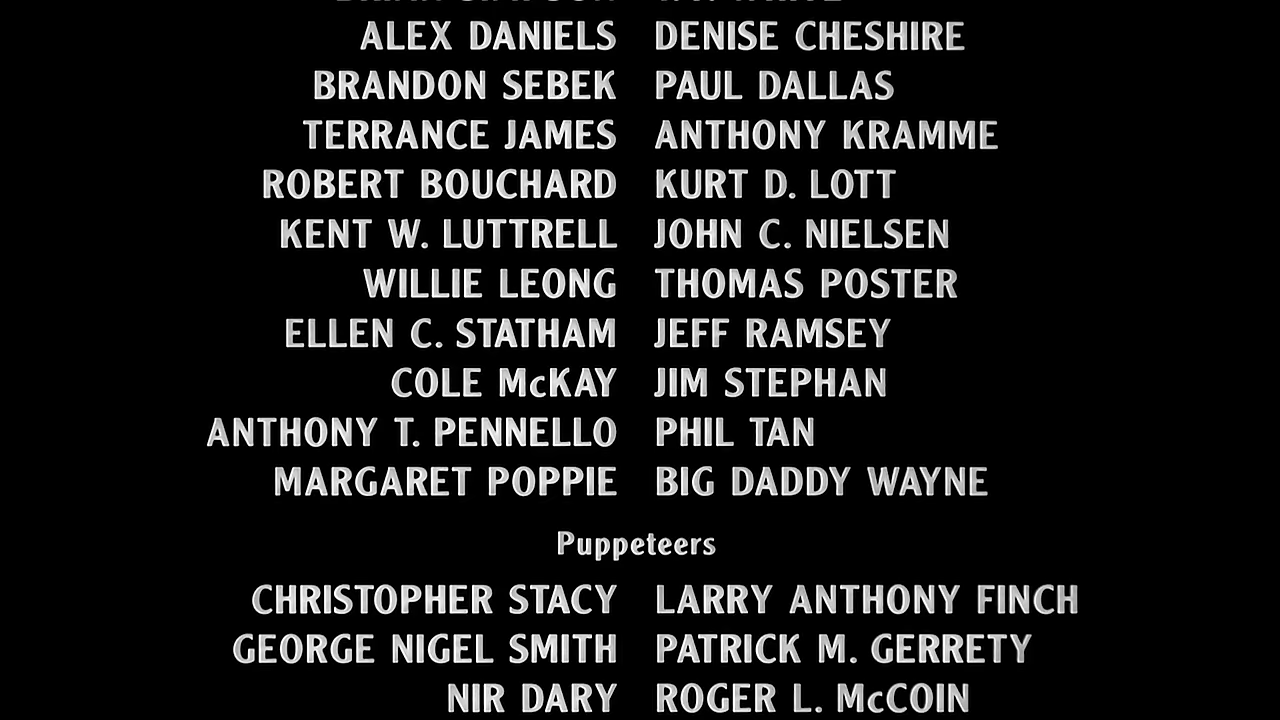 ALEX DANIELS DENISE CHESHIRE
BRANDON SEBEK PAUL DALLAS
TERRANCE JAMES ANTHONY KRAMME
ROBERT BOUCHARD KURT D. LOTT
KENT W. LUTTRELL JOHN C. NIELSEN
WILLIE LEONG THOMAS POSTER
ELLEN C. STATHAM JEFF RAMSEY
COLE McKAY JIM STEPHAN
ANTHONY T. PENNELLO PHIL TAN
MARGARET POPPIE BIG DADDY WAYNE
Puppeteers
CHRISTOPHER STACY LARRY ANTHONY FINCH
GEORGE NIGEL SMITH PATRICK M. GERRETY
NIR DARY ROGER L. McCOIN